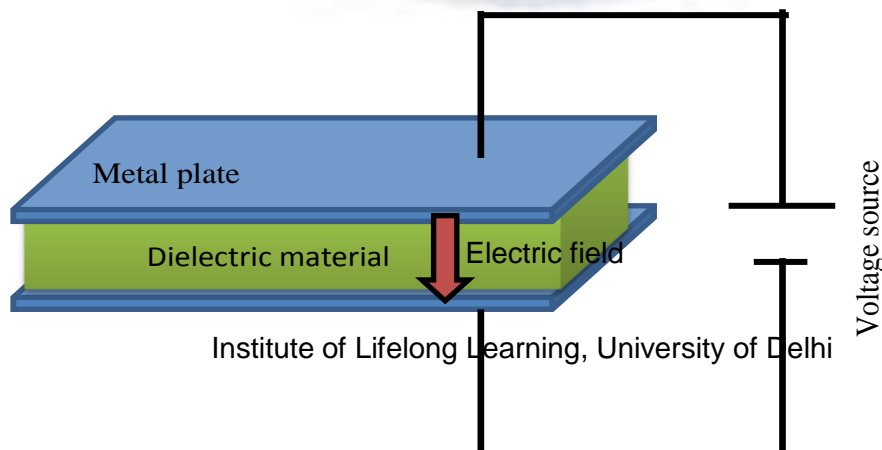 Metal plate
Dielectric material
Electric field
Voltage source
Institute of Lifelong Learning, University of Delhi